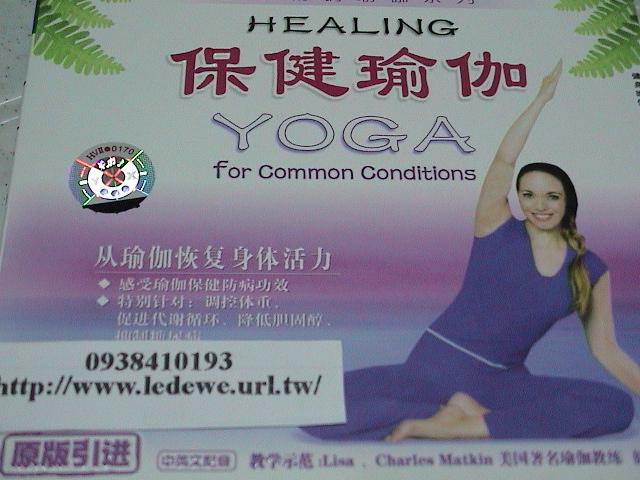 HEALING
保健瑜伽
YOGA
for Common Conditions
从瑜伽恢复身体活力
◆ 感受瑜伽保健防病功效
◆ 特别针对：调控体重、
促进代谢循环、降低胆固醇、
0938410193
http://www.ledewe.url.tw/
原版引进
中英文配音
教学示范:Lisa 、Charles Matkin 美国著名瑜伽教练